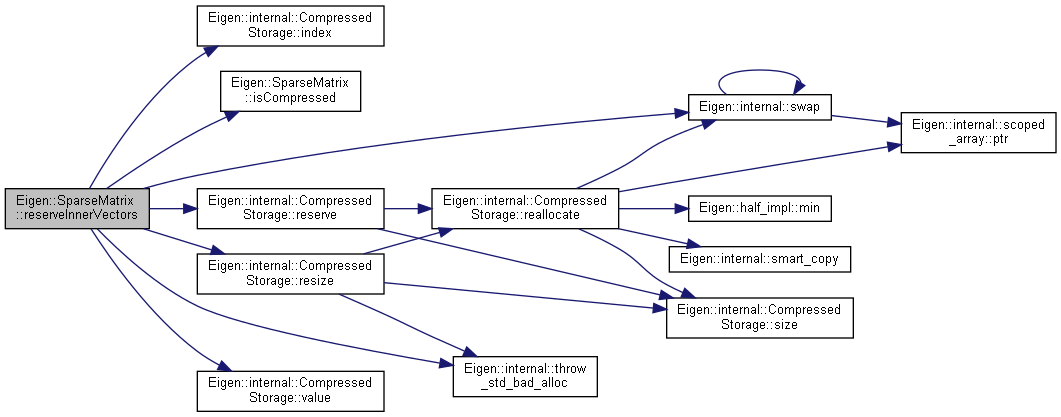 Eigen::SparseMatrix
::reserveInnerVectors
Eigen::internal::Compressed
Storage::index
Eigen::SparseMatrix
::isCompressed
Eigen::internal::Compressed
Storage::reserve
Eigen::internal::Compressed
Storage::resize
Eigen::internal::Compressed
Storage::value
Eigen::internal::Compressed
Storage::reallocate
Eigen::internal::throw
_std_bad_alloc
Eigen::internal::swap
Eigen::half_impl::min
Eigen::internal::smart_copy
Eigen::internal::Compressed
Storage::size
Eigen::internal::scoped
_array::ptr